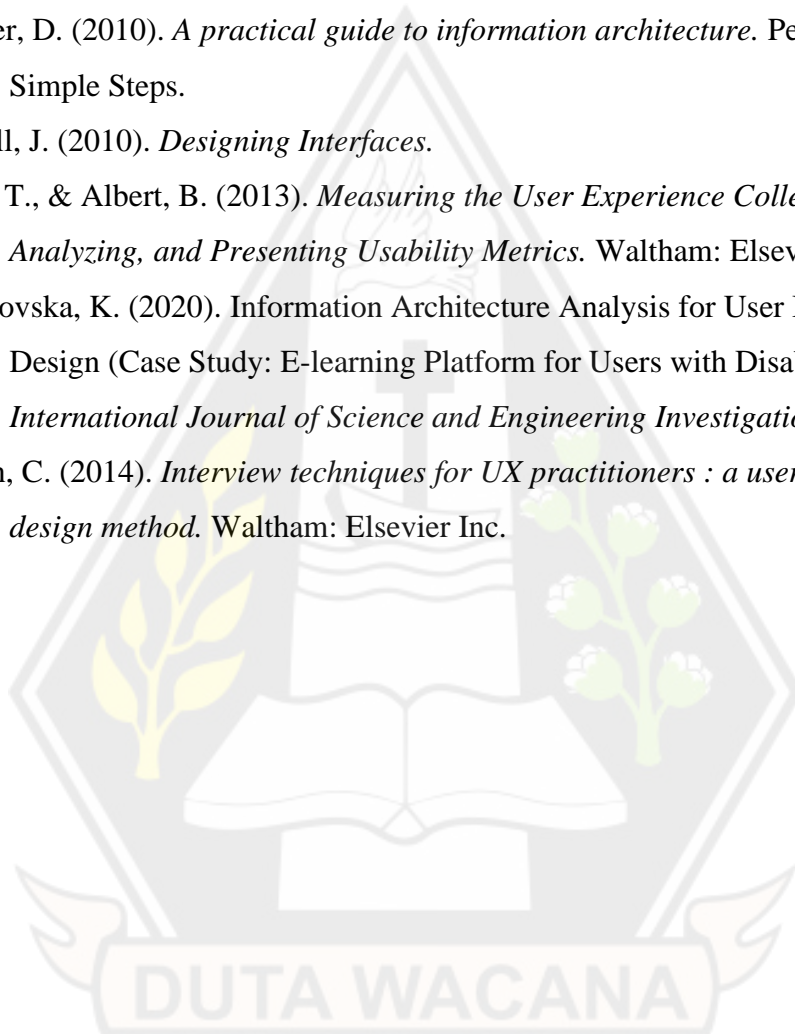 er, D. (2010). A practical guide to information architecture. Pe
Simple Steps.
ll, J. (2010). Designing Interfaces.
T., & Albert, B. (2013). Measuring the User Experience Colle
Analyzing, and Presenting Usability Metrics. Waltham: Elsev
ovska, K. (2020). Information Architecture Analysis for User
Design (Case Study: E-learning Platform for Users with Disa
International Journal of Science and Engineering Investigatio
n, C. (2014). Interview techniques for UX practitioners : a user
design method. Waltham: Elsevier Inc.
DUTA WACANA